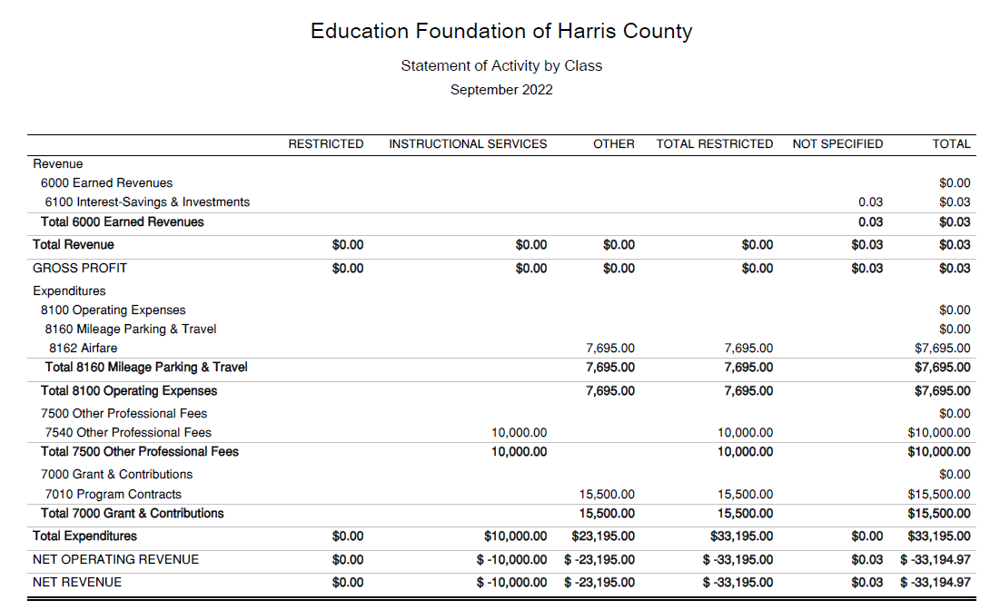 Education Foundation of Harris County
Statement of Activity by Class
September 2022
RESTRICTED INSTRUCTIONAL SERVICES OTHER TOTAL RESTRICTED NOT SPECIFIED TOTAL
Revenue
6000 Earned Revenues $0.00
6100 Interest-Savings & Investments 0.03 $0.03
Total 6000 Earned Revenues 0.03 $0.03
Total Revenue $0.00 $0.00 $0.00 $0.00 $0.03 $0.03
GROSS PROFIT $0.00 $0.00 $0.00 $0.00 $0.03 $0.03
Expenditures
8100 Operating Expenses $0.00
8160 Mileage Parking & Travel $0.00
8162 Airfare 7,695.00 7,695.00 $7,695.00
Total 8160 Mileage Parking & Travel 7,695.00 7,695.00 $7,695.00
Total 8100 Operating Expenses 7,695.00 7,695.00 $7,695.00
7500 Other Professional Fees $0.00
7540 Other Professional Fees 10,000.00 10,000.00 $10,000.00
Total 7500 Other Professional Fees 10,000.00 10,000.00 $10,000.00
7000 Grant & Contributions $0.00
7010 Program Contracts 15,500.00 15,500.00 $15,500.00
Total 7000 Grant & Contributions 15,500.00 15,500.00 $15,500.00
Total Expenditures $0.00 $10,000.00 $23,195.00 $33,195.00 $0.00 $33,195.00
NET OPERATING REVENUE $0.00 $ -10,000.00 $ -23,195.00 $ -33,195.00 $0.03 $ -33,194.97
NET REVENUE $0.00 $ -10,000.00 $ -23,195.00 $ -33,195.00 $0.03 $ -33,194.97